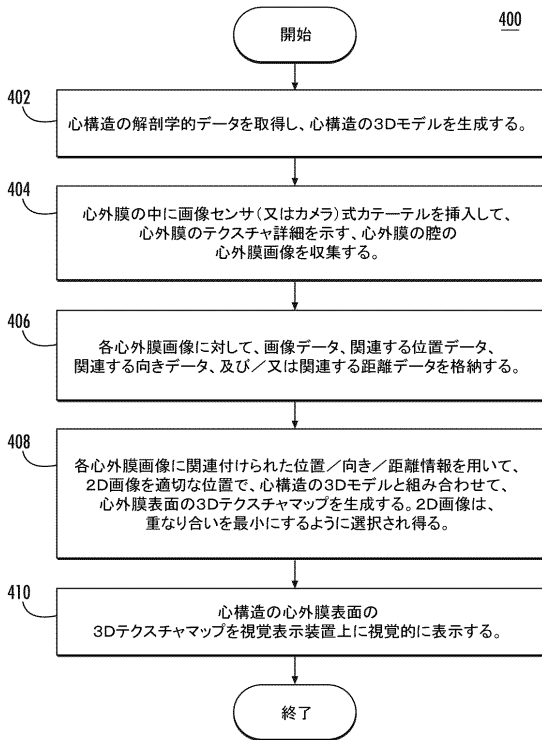 400
開始
402
心構造の解剖学的データを取得し、心構造の3Dモデルを生成する。
404
心外膜の中に画像センサ(又はカメラ)式カテーテルを挿入して、
心外膜のテクスチャ詳細を示す、心外膜の腔の
心外膜画像を収集する。
406
各心外膜画像に対して、画像データ、関連する位置データ、
関連する向きデータ、及び/又は関連する距離データを格納する。
408
各心外膜画像に関連付けられた位置/向き/距離情報を用いて、
2D画像を適切な位置で、心構造の3Dモデルと組み合わせて、
心外膜表面の3Dテクスチャマップを生成する。2D画像は、
重なり合いを最小にするように選択され得る。
410
心構造の心外膜表面の
3Dテクスチャマップを視覚表示装置上に視覚的に表示する。
終了